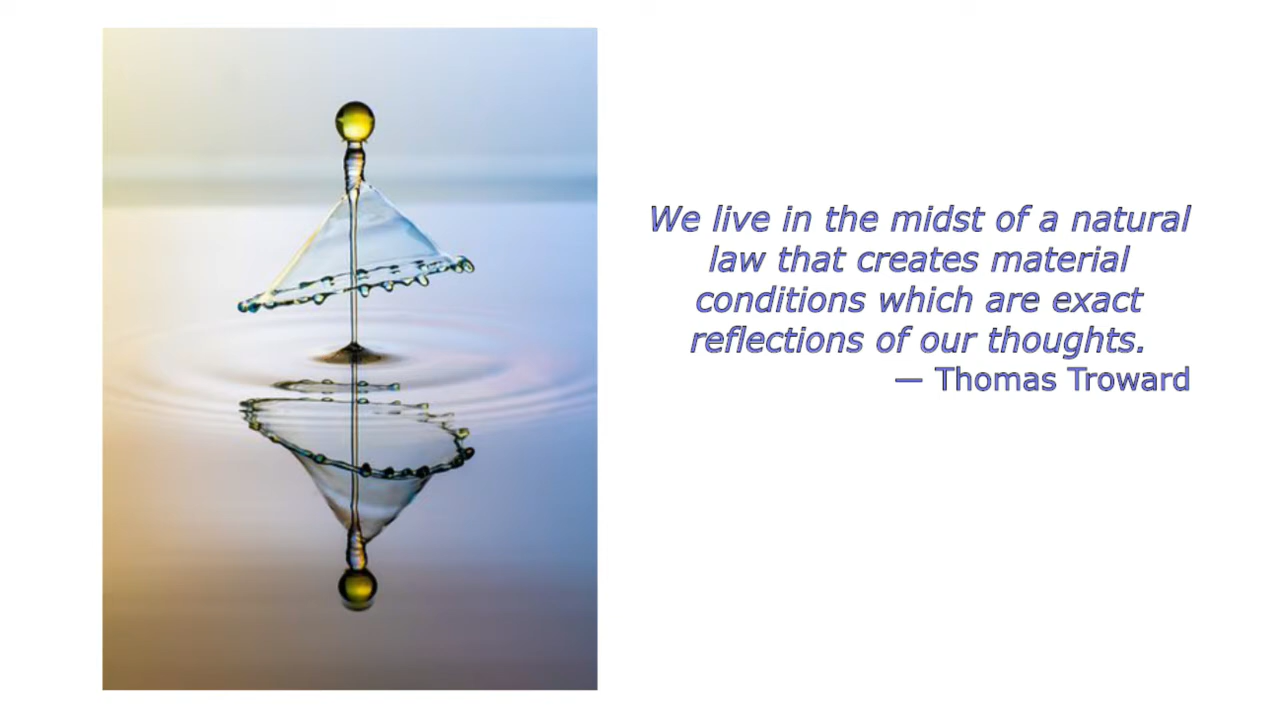 We live in the midst of a natural
law that creates material
conditions which are exact
reflections of our thoughts.
— Thomas Troward